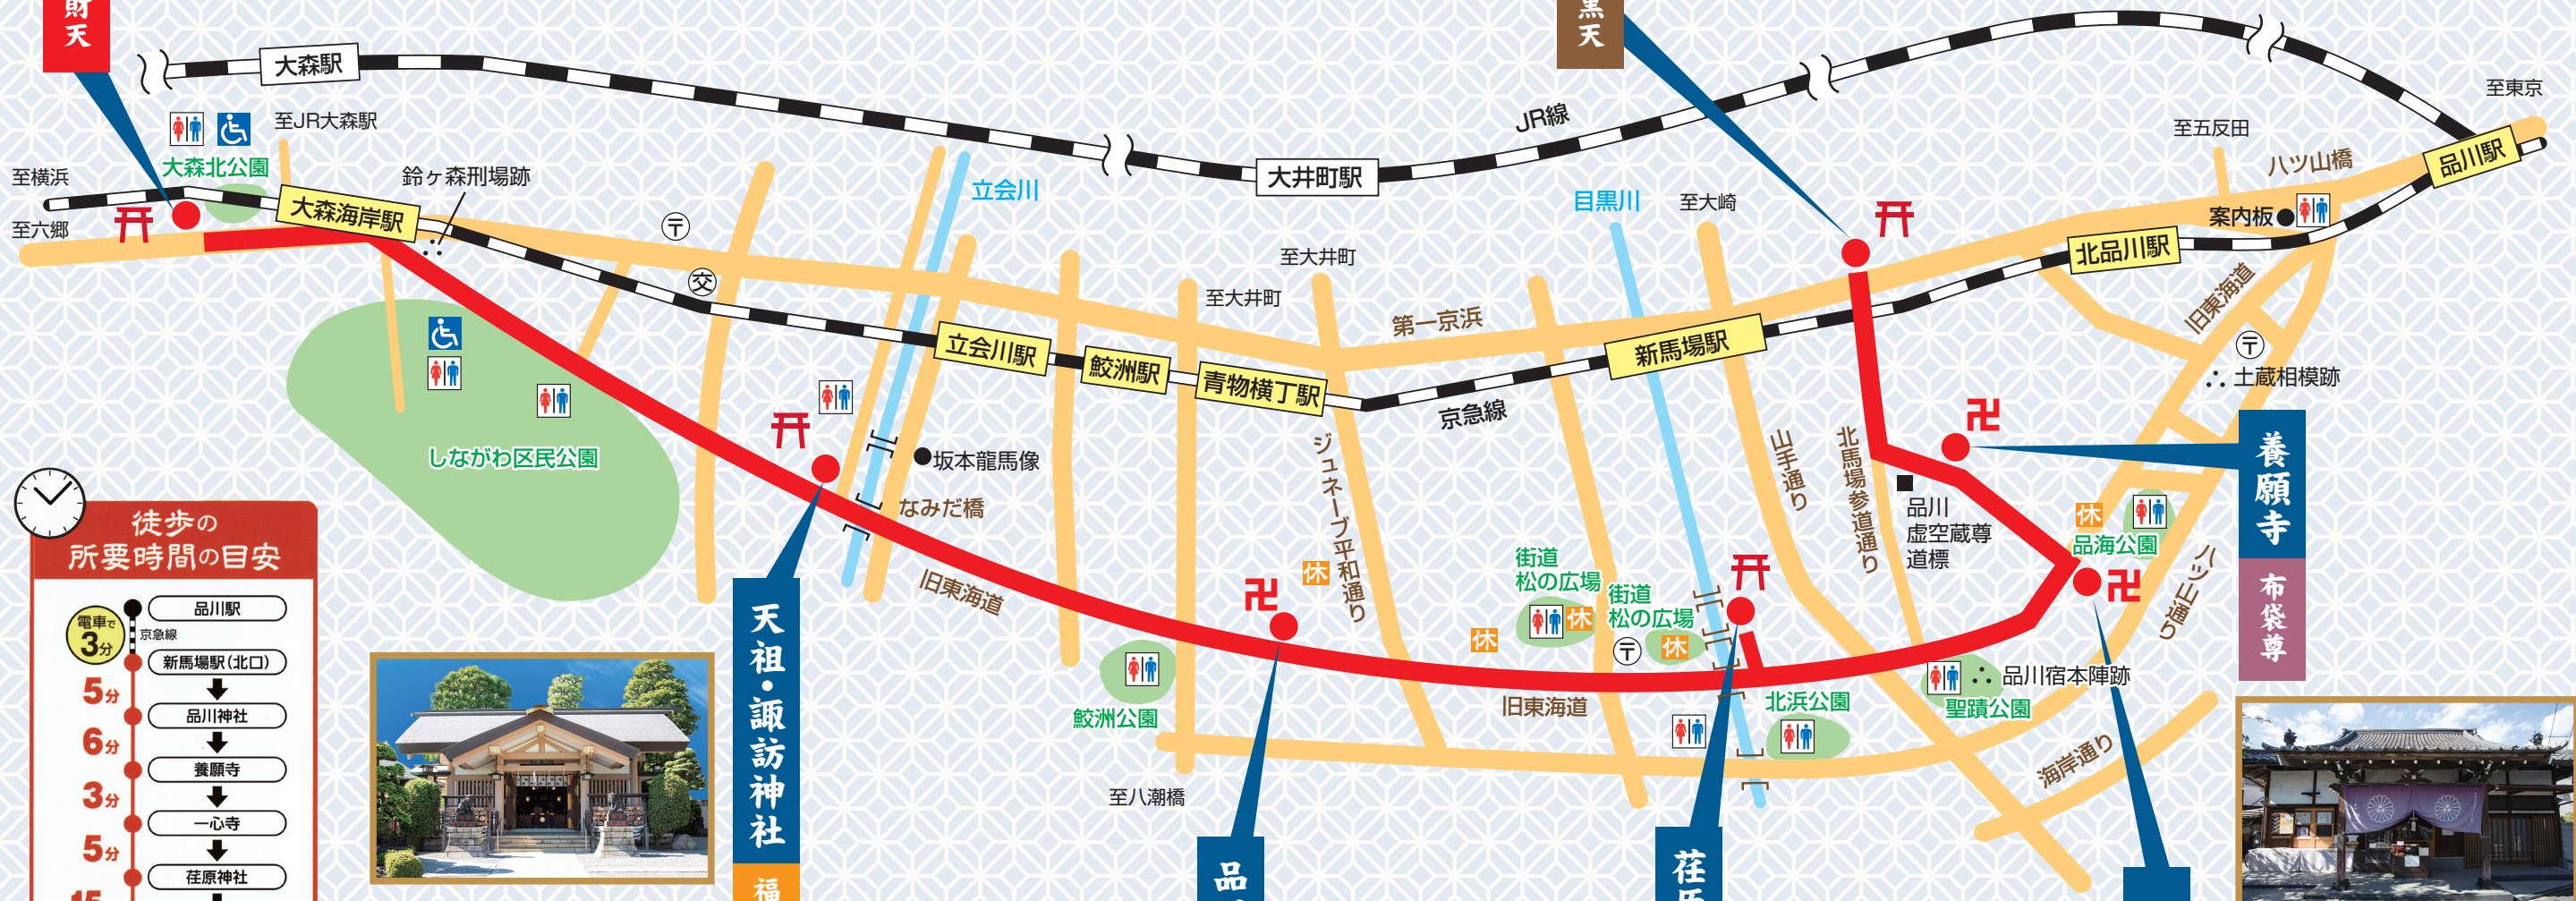 財天
黒天
大森駅
至JR大森駅
大森北公園
至横浜
至六郷
大森海岸駅
鈴ヶ森刑場跡
〒
交
立会川
大井町駅
JR線
目黒川
至大崎
至大井町
至大井町
第一京浜
至東京
至五反田
八ツ山橋
品川駅
案内板
北品川駅
旧東海道
〒
土蔵相模跡
立会川駅
鮫洲駅
青物横丁駅
京急線
新馬場駅
しながわ区民公園
坂本龍馬像
なみだ橋
旧東海道
ジュネーブ平和通り
山手通り
北馬場参道通り
品川
虚空蔵尊
道標
養願寺
布袋尊
休
品海公園
八ツ山通り
休
街道
松の広場
休
休
街道
松の広場
休
〒
鮫洲公園
旧東海道
北浜公園
品川宿本陣跡
聖蹟公園
海岸通り
至八潮橋
天祖・諏訪神社
福
品
荏原
徒歩の
所要時間の目安
品川駅
電車で
3分
京急線
新馬場駅(北口)
5分
品川神社
6分
養願寺
3分
一心寺
5分
荏原神社
15